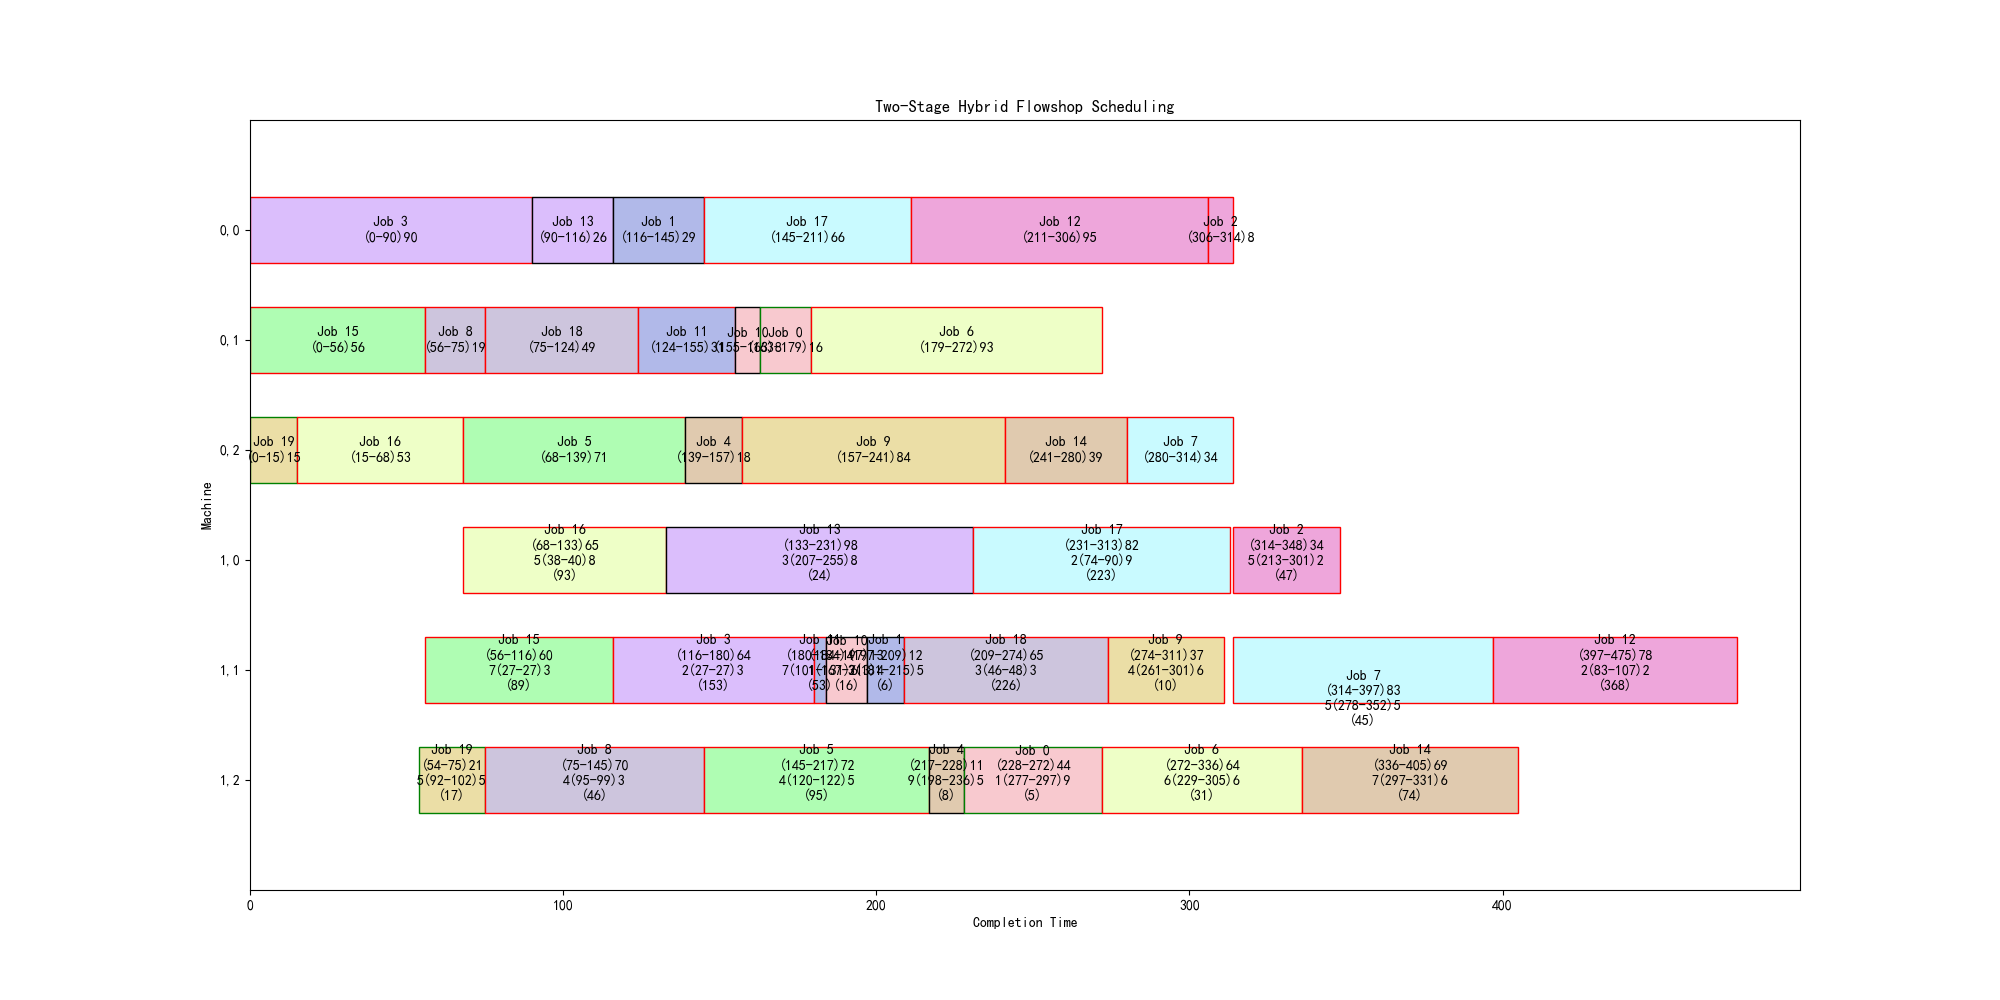 Two-Stage Hybrid Flowshop Scheduling
0,0
Job 3
(0-90)90
Job 13
(90-116)26
Job 1
(116-145)29
Job 17
(145-211)66
Job 12
(211-306)95
Job 2
(306-314)8
0,1
Job 15
(0-56)56
Job 8
(56-75)19
Job 18
(75-124)49
Job 11
(124-155)31
Job 10
(155-163)8
Job 0
(163-179)16
Job 6
(179-272)93
0,2
Job 19
(0-15)15
Job 16
(15-68)53
Job 5
(68-139)71
Job 4
(139-157)18
Job 9
(157-241)84
Job 14
(241-280)39
Job 7
(280-314)34
Machine
1,0
Job 16
(68-133)65
5(38-40)8
(93)
Job 13
(133-231)98
3(207-255)8
(24)
Job 17
(231-313)82
2(74-90)9
(223)
Job 2
(314-348)34
5(213-301)2
(47)
1,1
Job 15
(56-116)60
7(27-27)3
(89)
Job 3
(116-180)64
2(27-27)3
(153)
Job 11
(180-184)4
(53)
Job 10
(184-197)13
(16)
Job 1
(197-209)12
(6)
Job 18
(209-274)65
3(46-48)3
(226)
Job 9
(274-311)37
4(261-301)6
(10)
Job 7
(314-397)83
5(278-352)5
(45)
Job 12
(397-475)78
2(83-107)2
(368)
1,2
Job 19
(54-75)21
5(92-102)5
(17)
Job 8
(75-145)70
4(95-99)3
(46)
Job 5
(145-217)72
4(120-122)5
(95)
Job 4
(217-228)11
9(198-236)5
(8)
Job 0
(228-272)44
1(277-297)9
(5)
Job 6
(272-336)64
6(229-305)6
(31)
Job 14
(336-405)69
7(297-331)6
(74)
0
100
200
300
400
Completion Time